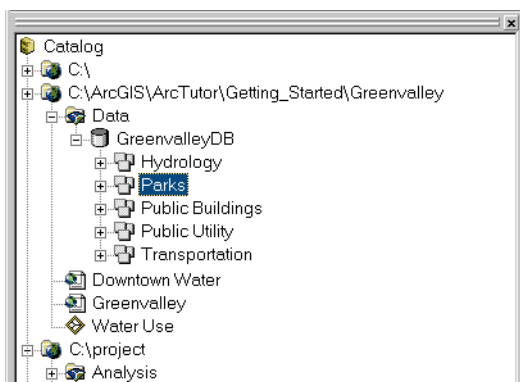 Catalog
C:\
C:\ArcGIS\ArcTutor\Getting_Started\Greenvalley
Data
GreenvalleyDB
Hydrology
Parks
Public Buildings
Public Utility
Transportation
Downtown Water
Greenvalley
Water Use
C:\project
Analysis